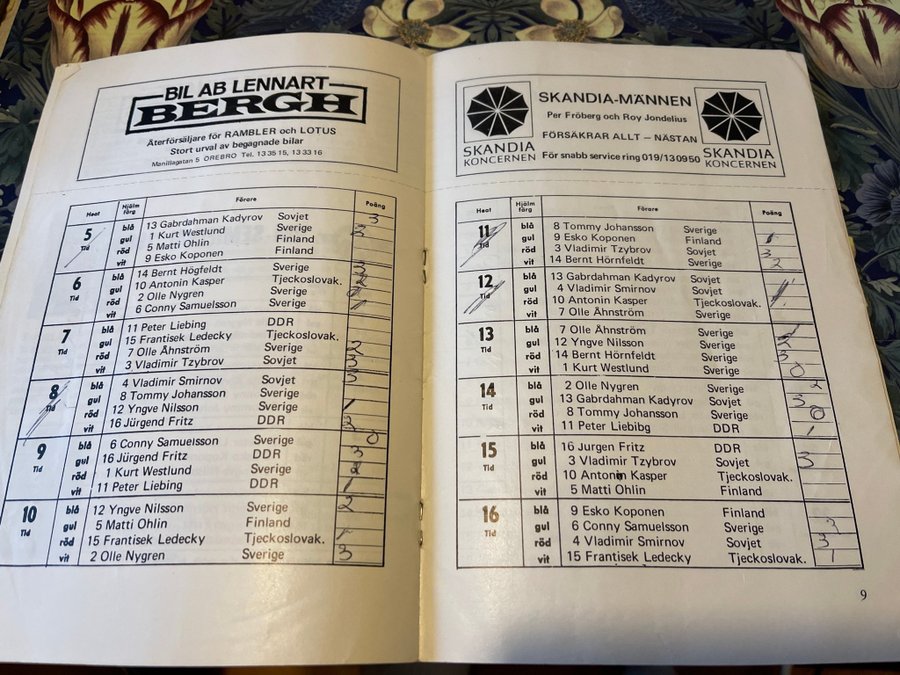 BIL AB LENNART
BERGH
Återförsäljare för RAMBLER och LOTUS
Stort urval av begagnade bilar
Manillagatan 5 ÖREBRO Tel. 13 35 15, 13 33 16
Heat Hjälm färg Förare Poäng
5 Tid
blå 13 Gabrdahman Kadyrov Sovjet 3
gul 1 Kurt Westlund Sverige
röd 5 Matti Ohlin Finland
vit 9 Esko Koponen Finland
6 Tid
blå 14 Bernt Högfeldt Sverige
gul 10 Antonin Kasper Tjeckoslovak.
röd 2 Olle Nygren Sverige
vit 6 Conny Samuelsson Sverige
7 Tid
blå 11 Peter Liebing DDR
gul 15 Frantisek Ledecky Tjeckoslovak.
röd 7 Olle Ähnström Sverige
vit 3 Vladimir Tzybrov Sovjet
8 Tid
blå 4 Vladimir Smirnov Sovjet
gul 8 Tommy Johansson Sverige
röd 12 Yngve Nilsson Sverige
vit 16 Jürgend Fritz DDR
9 Tid
blå 6 Conny Samuelsson Sverige
gul 16 Jürgend Fritz DDR
röd 1 Kurt Westlund Sverige
vit 11 Peter Liebing DDR
10 Tid
blå 12 Yngve Nilsson Sverige 2
gul 5 Matti Ohlin Finland
röd 15 Frantisek Ledecky Tjeckoslovak.
vit 2 Olle Nygren Sverige 3
SKANDIA-MÄNNEN
Per Fröberg och Roy Jondelius
FÖRSÄKRAR ALLT – NÄSTAN
För snabb service ring 019/130950
SKANDIA KONCERNEN
SKANDIA KONCERNEN
Heat Hjälm färg Förare Poäng
11 Tid
blå 8 Tommy Johansson Sverige
gul 9 Esko Koponen Finland
röd 3 Vladimir Tzybrov Sovjet
vit 14 Bernt Hörnfeldt Sverige
12 Tid
blå 13 Gabrdahman Kadyrov Sovjet
gul 4 Vladimir Smirnov Sovjet
röd 10 Antonin Kasper Tjeckoslovak.
vit 7 Olle Ähnström Sverige
13 Tid
blå 7 Olle Ähnström Sverige
gul 12 Yngve Nilsson Sverige
röd 14 Bernt Hörnfeldt Sverige
vit 1 Kurt Westlund Sverige
14 Tid
blå 2 Olle Nygren Sverige 2
gul 13 Gabrdahman Kadyrov Sovjet 3
röd 8 Tommy Johansson Sverige 0
vit 11 Peter Liebibg DDR 1
15 Tid
blå 16 Jurgen Fritz DDR
gul 3 Vladimir Tzybrov Sovjet 3
röd 10 Antonin Kasper Tjeckoslovak.
vit 5 Matti Ohlin Finland
16 Tid
blå 9 Esko Koponen Finland
gul 6 Conny Samuelsson Sverige 2
röd 4 Vladimir Smirnov Sovjet 3
vit 15 Frantisek Ledecky Tjeckoslovak. 1
9